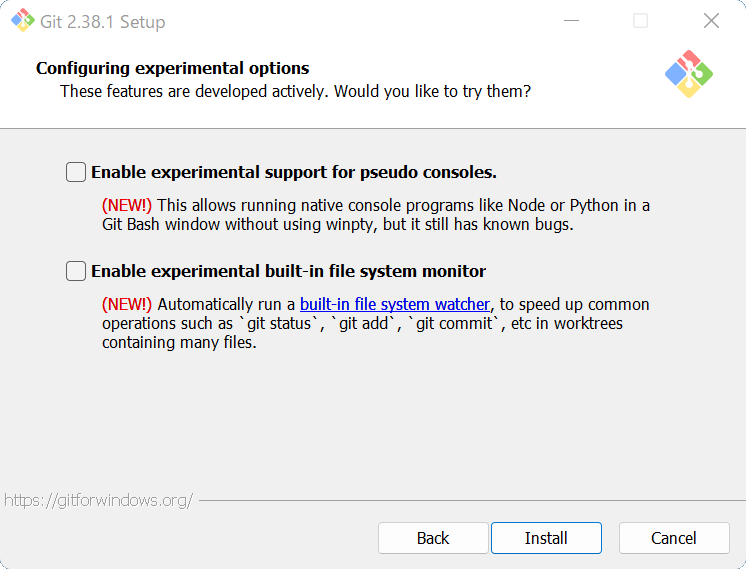 Git 2.38.1 Setup
Configuring experimental options
These features are developed actively. Would you like to try them?
Enable experimental support for pseudo consoles.
(NEW!) This allows running native console programs like Node or Python in a
Git Bash window without using winpty, but it still has known bugs.
Enable experimental built-in file system monitor
(NEW!) Automatically run a built-in file system watcher, to speed up common
operations such as `git status`, `git add`, `git commit`, etc in worktrees
containing many files.
https://gitforwindows.org/
Back Install Cancel